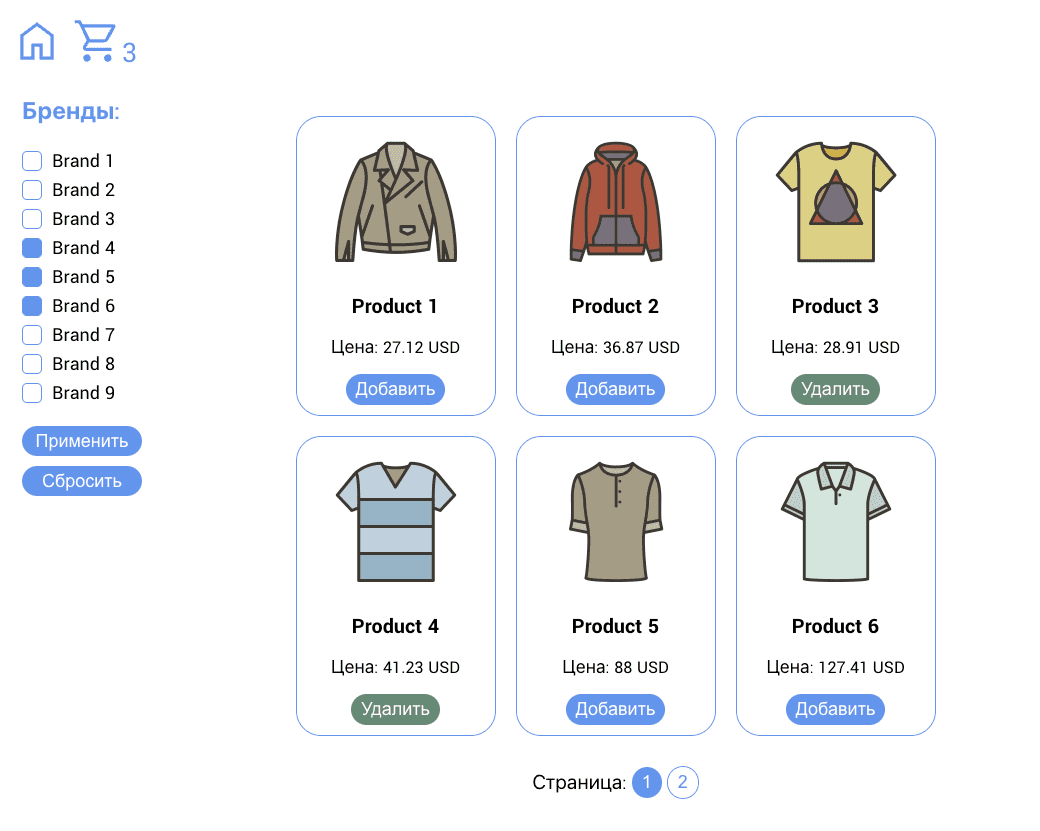 3
Бренды:
Brand 1
Brand 2
Brand 3
Brand 4
Brand 5
Brand 6
Brand 7
Brand 8
Brand 9
Применить
Сбросить
Product 1
Цена: 27.12 USD
Добавить
Product 2
Цена: 36.87 USD
Добавить
Product 3
Цена: 28.91 USD
Удалить
Product 4
Цена: 41.23 USD
Удалить
Product 5
Цена: 88 USD
Добавить
Product 6
Цена: 127.41 USD
Добавить
Страница: 1 2